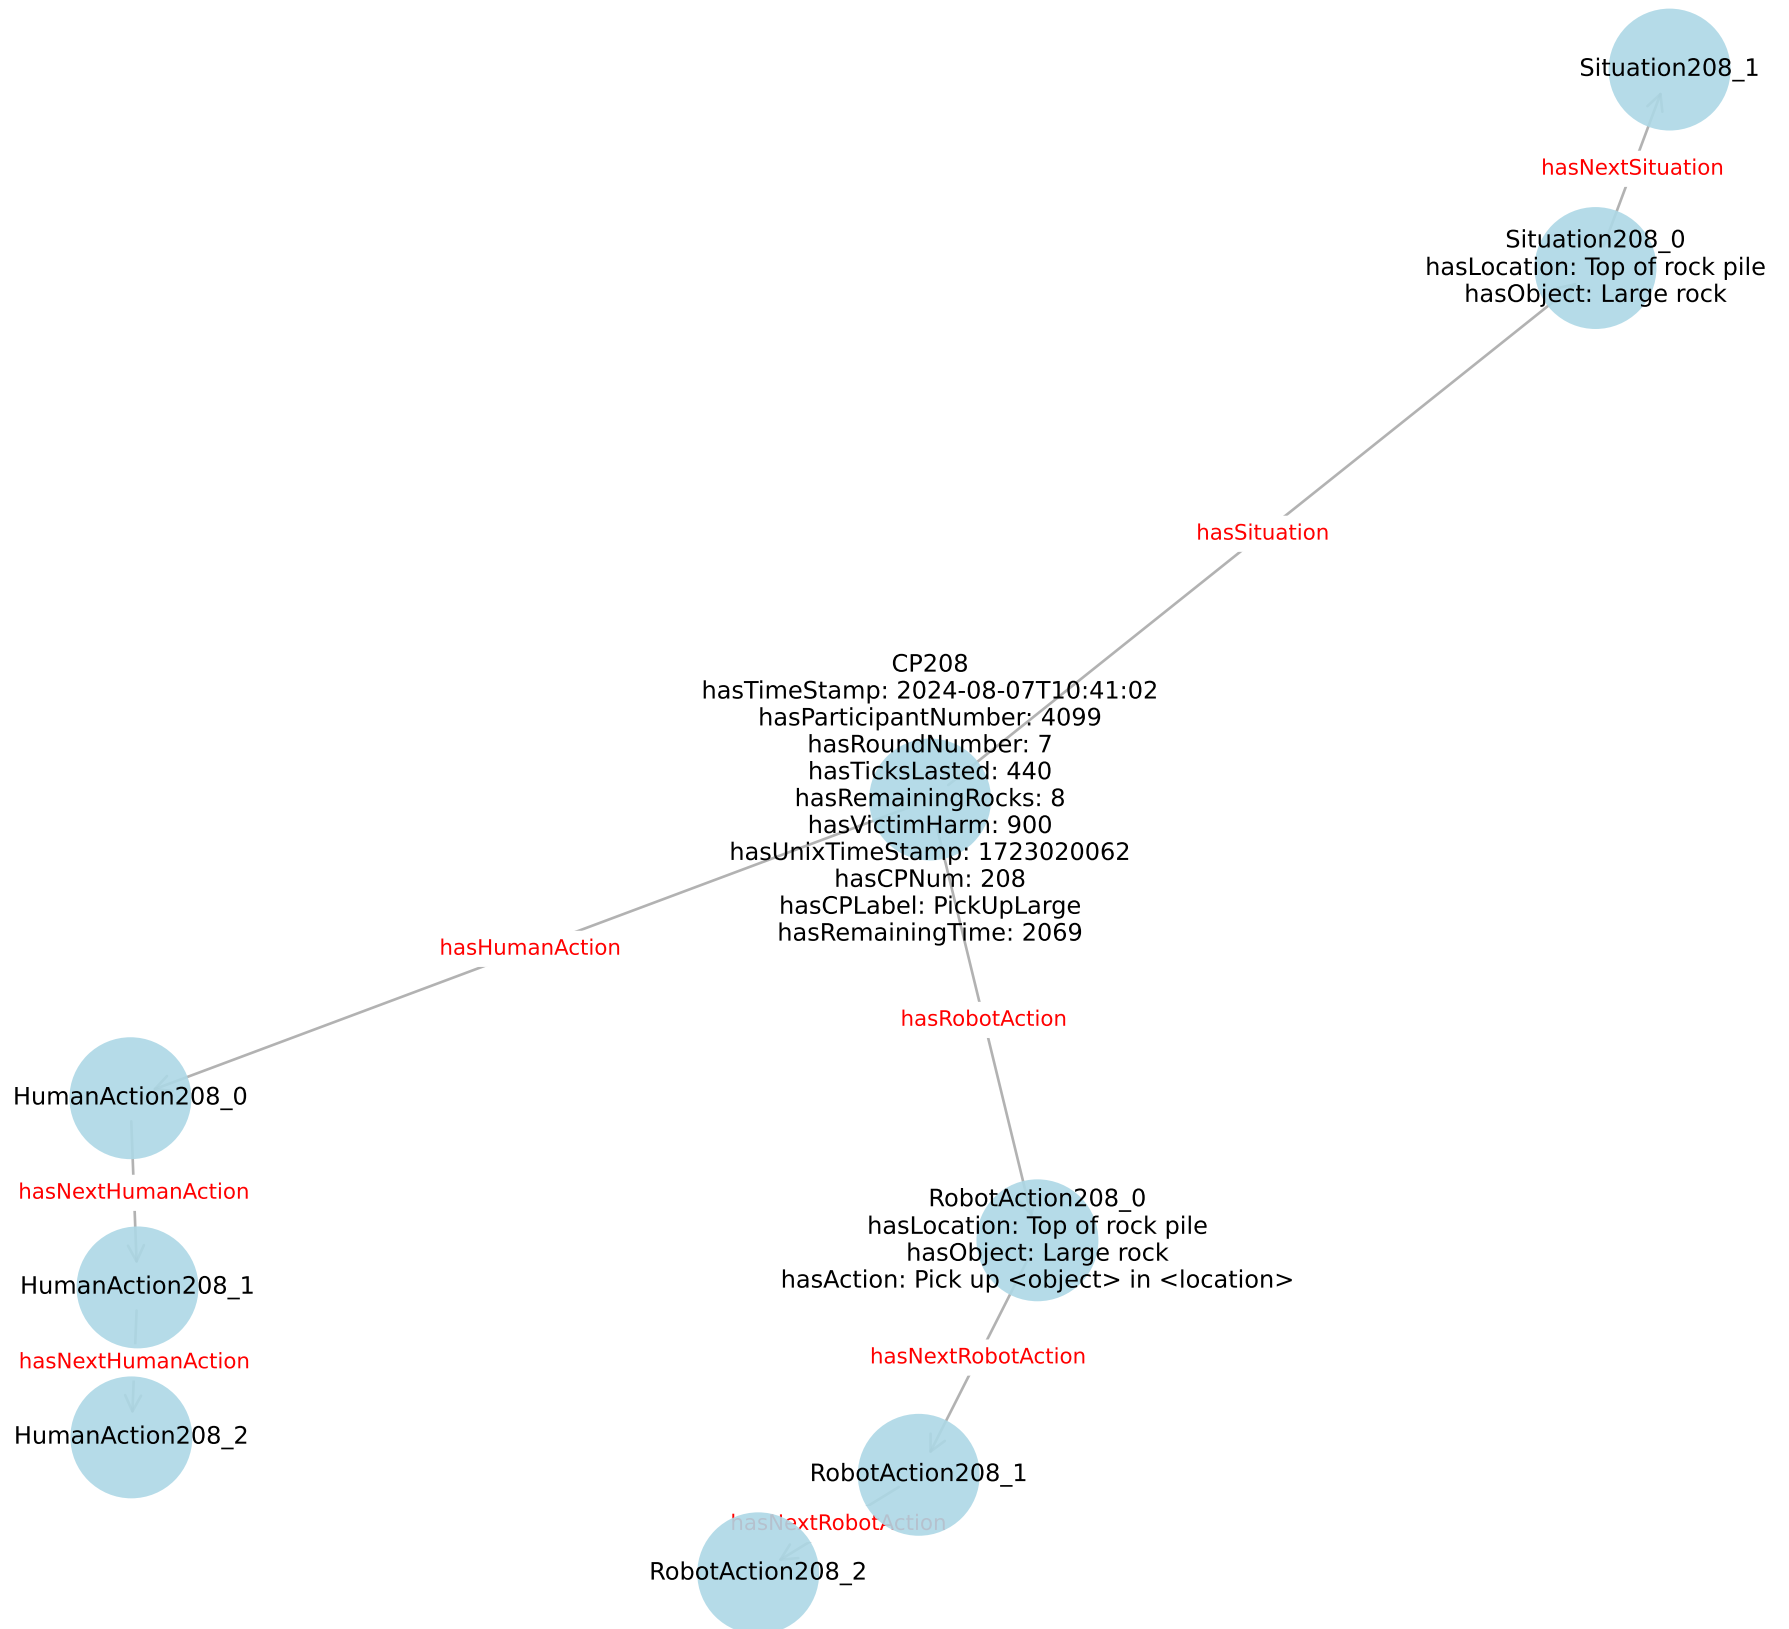 Situation208_1
hasNextSituation
Situation208_0
hasLocation: Top of rock pile
hasObject: Large rock
hasSituation
CP208
hasTimeStamp: 2024-08-07T10:41:02
hasParticipantNumber: 4099
hasRoundNumber: 7
hasTicksLasted: 440
hasRemainingRocks: 8
hasVictimHarm: 900
hasUnixTimeStamp: 1723020062
hasCPNum: 208
hasCPLabel: PickUpLarge
hasRemainingTime: 2069
hasHumanAction
hasRobotAction
HumanAction208_0
hasNextHumanAction
HumanAction208_1
hasNextHumanAction
HumanAction208_2
RobotAction208_0
hasLocation: Top of rock pile
hasObject: Large rock
hasAction: Pick up <object> in <location>
hasNextRobotAction
RobotAction208_1
hasNextRobotAction
RobotAction208_2